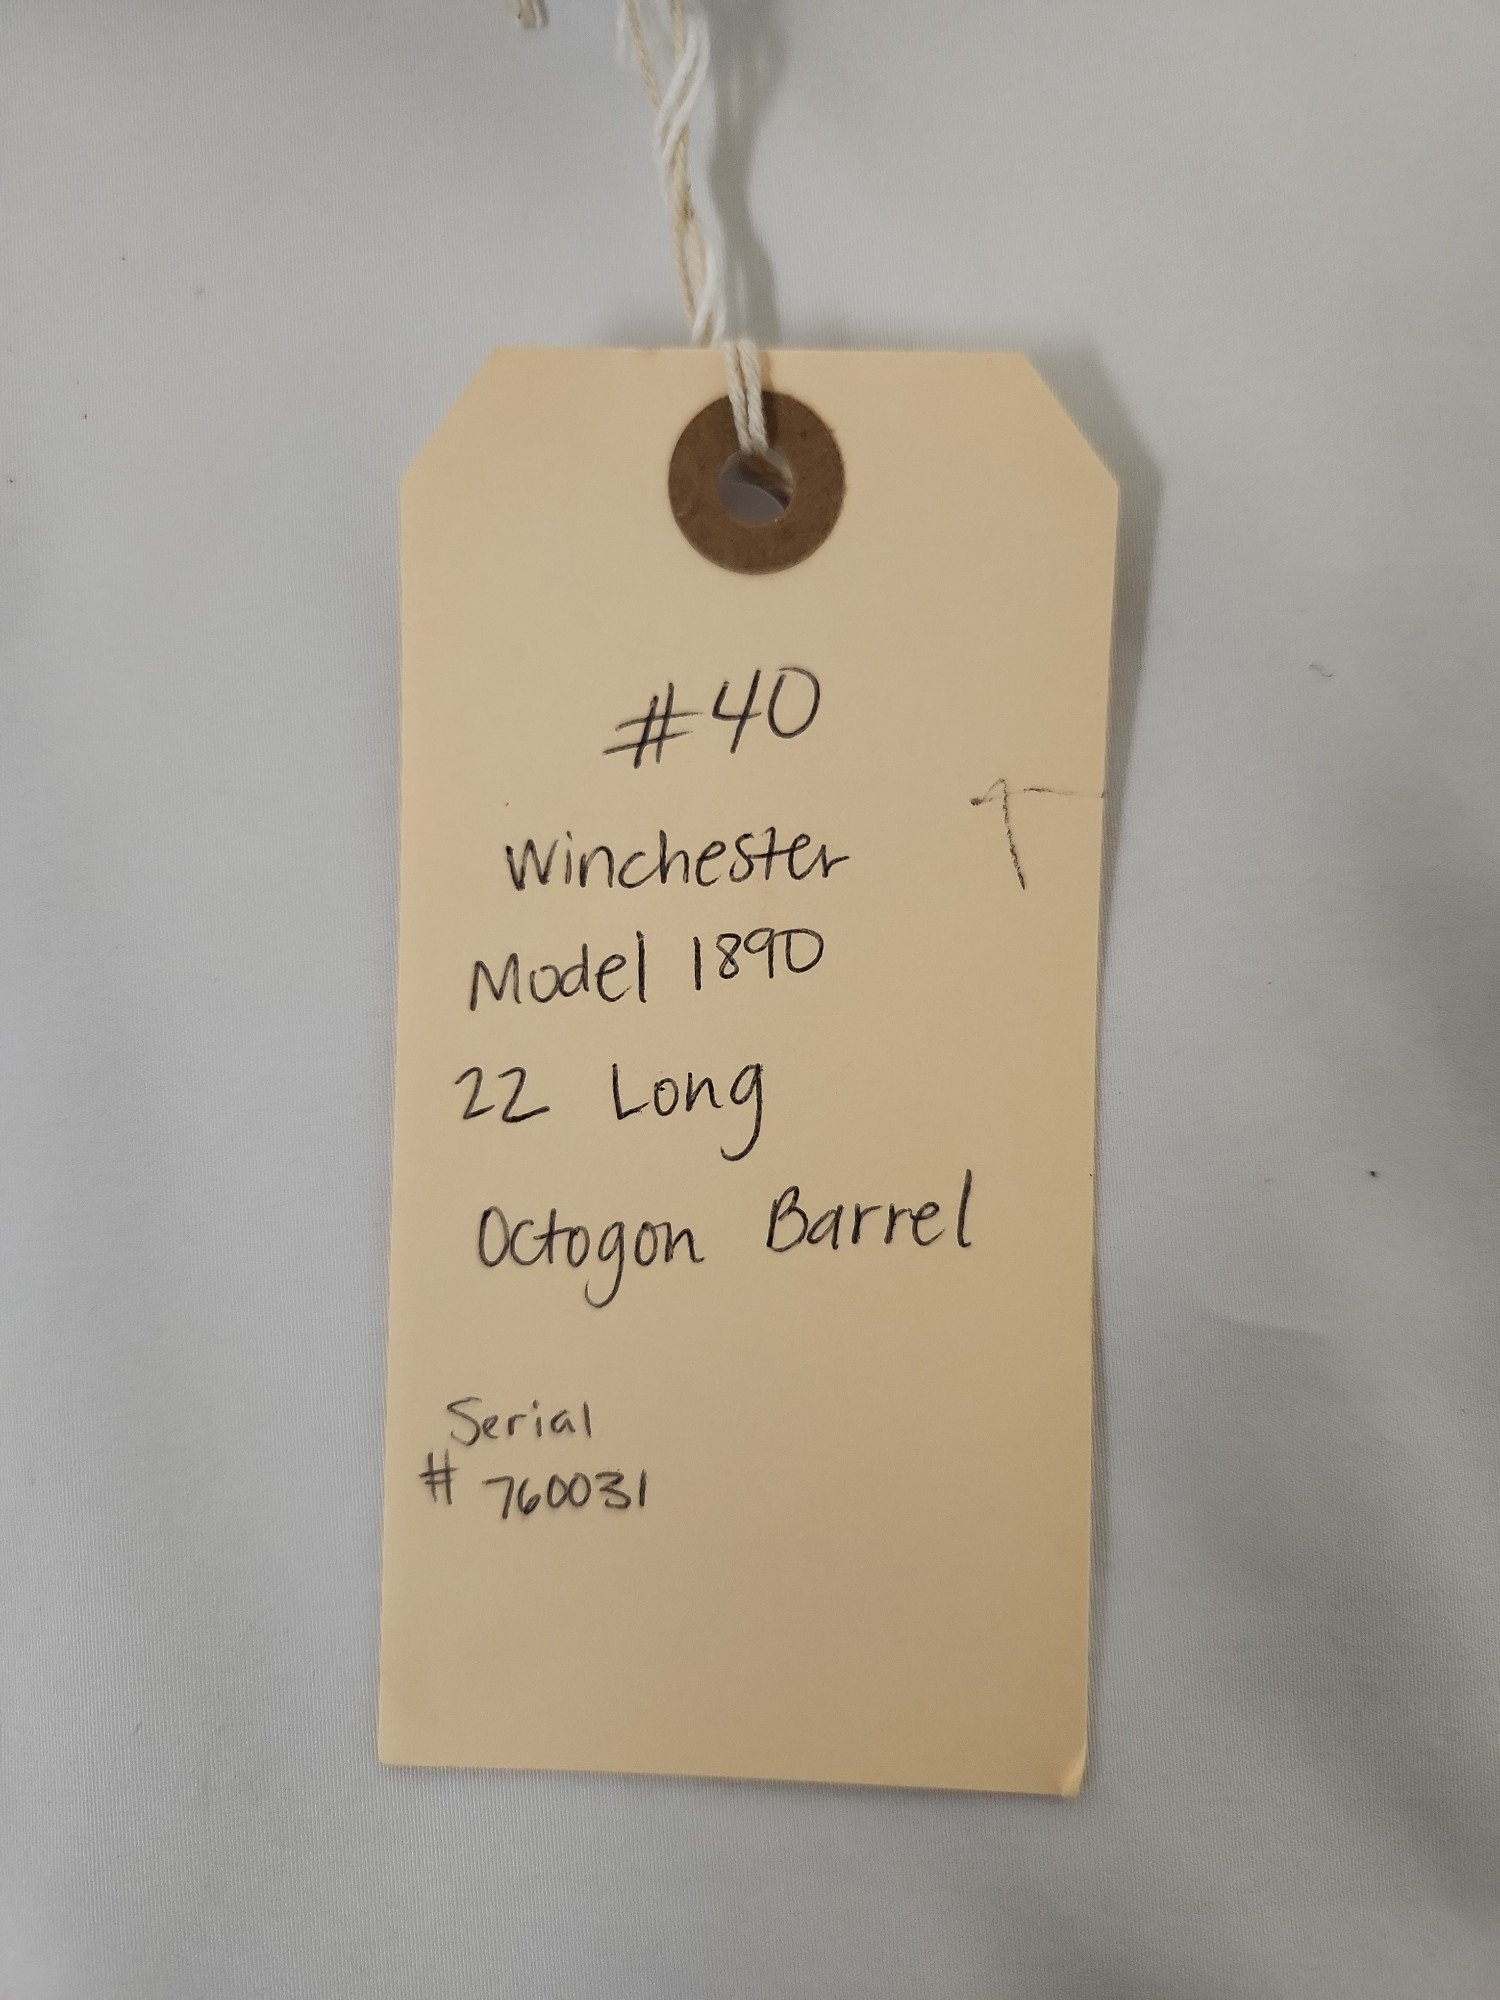 #40
Winchester
Model 1890
22 Long
Octogon Barrel
Serial
# 760031